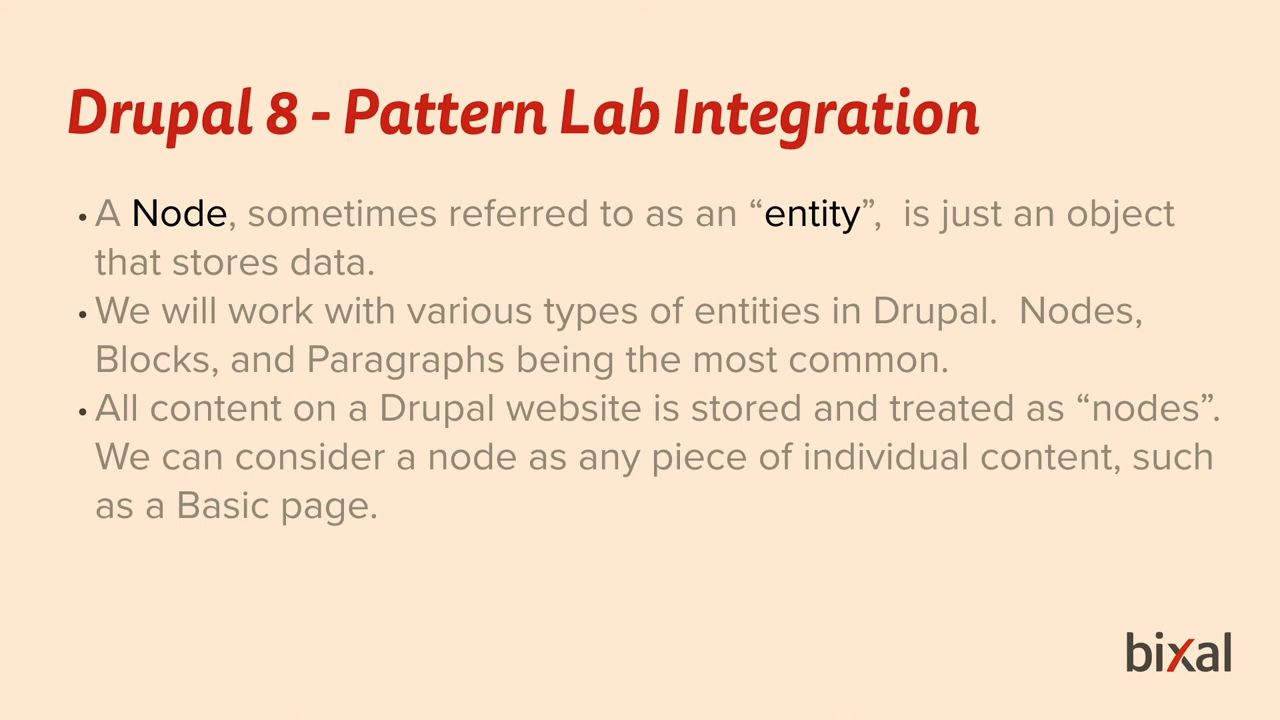 Drupal 8 - Pattern Lab Integration
• A Node, sometimes referred to as an “entity”,  is just an object
that stores data.
• We will work with various types of entities in Drupal.  Nodes,
Blocks, and Paragraphs being the most common.
• All content on a Drupal website is stored and treated as “nodes”.
We can consider a node as any piece of individual content, such
as a Basic page.
bixal